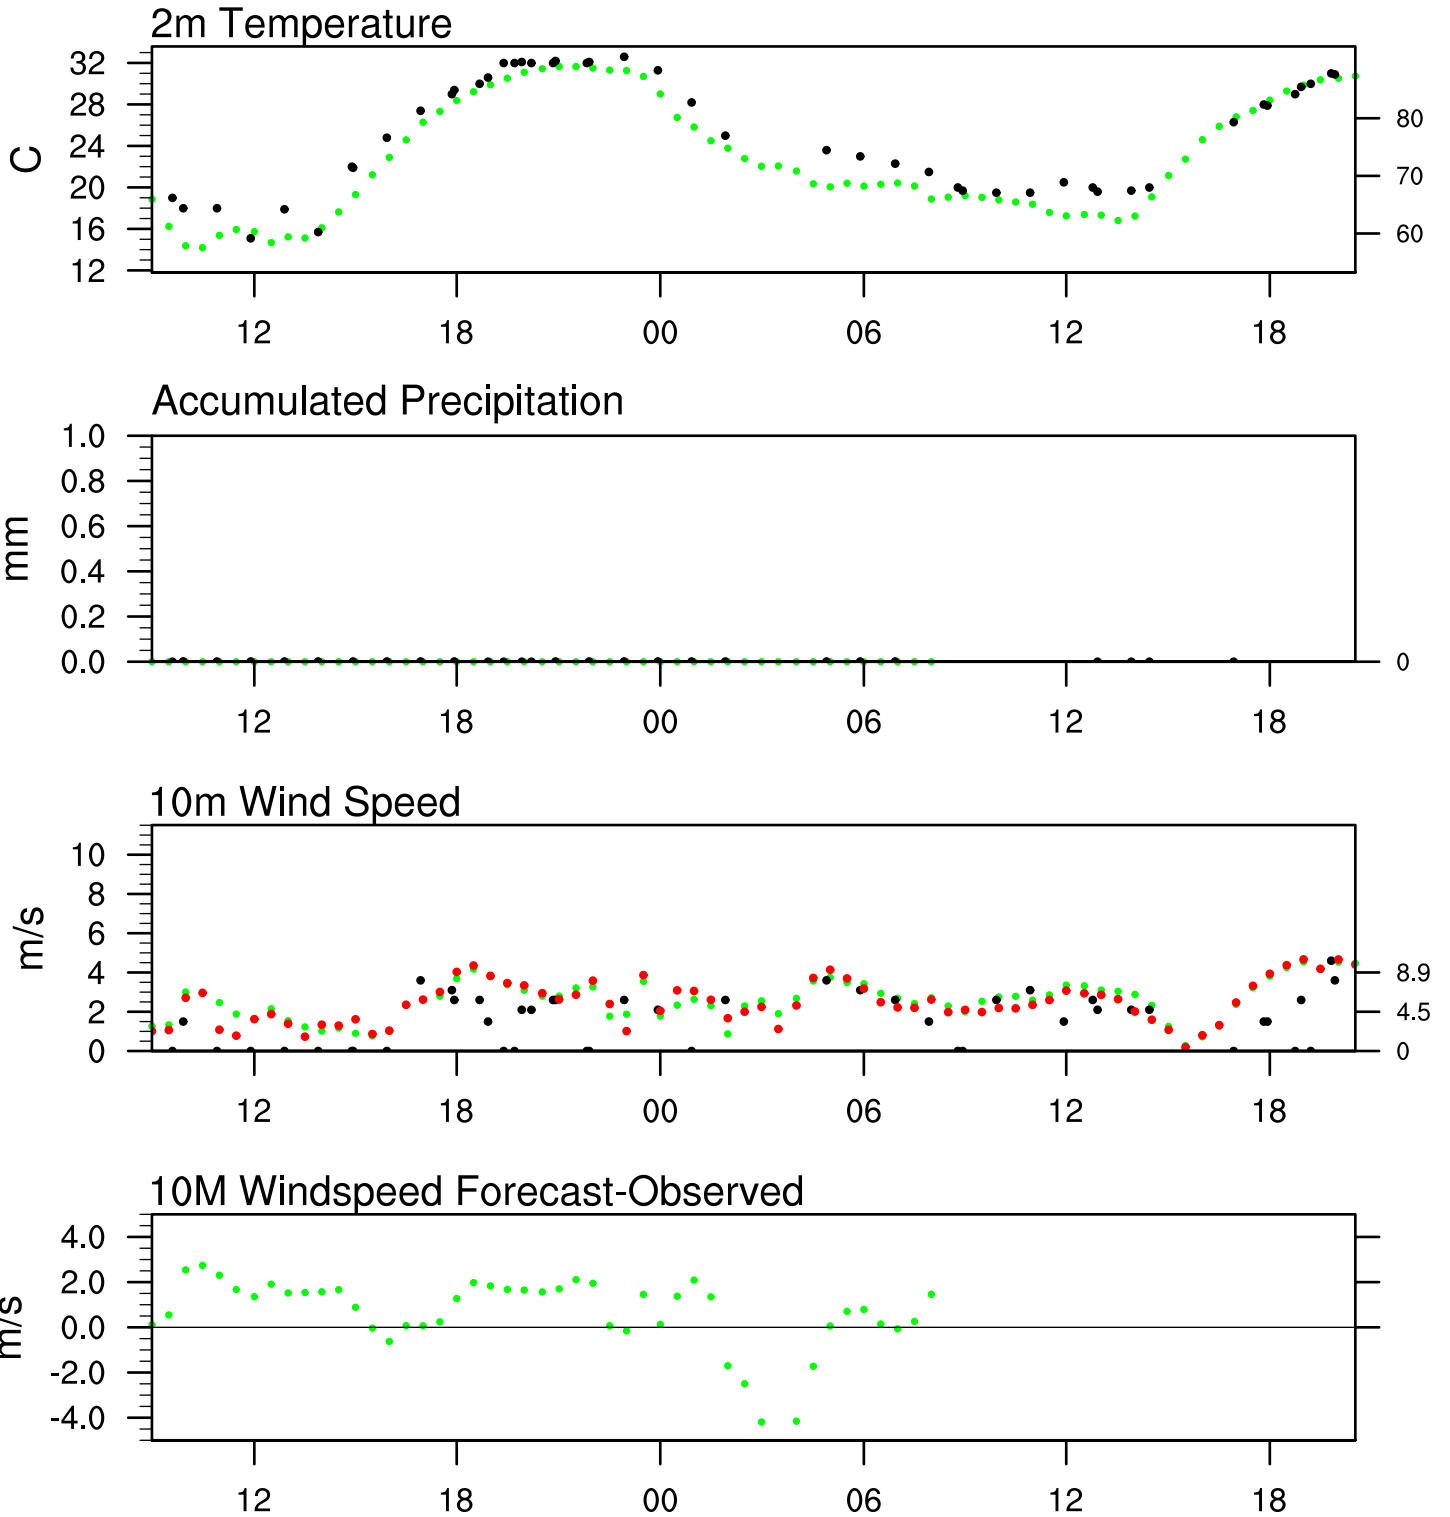 2m Temperature
32
28
24
20
16
12
C
80
70
60
12 18 00 06 12 18
Accumulated Precipitation
1.0
0.8
0.6
0.4
0.2
0.0
mm
0
12 18 00 06 12 18
10m Wind Speed
10
8
6
4
2
0
m/s
8.9
4.5
0
12 18 00 06 12 18
10M Windspeed Forecast-Observed
4.0
2.0
0.0
-2.0
-4.0
m/s
12 18 00 06 12 18